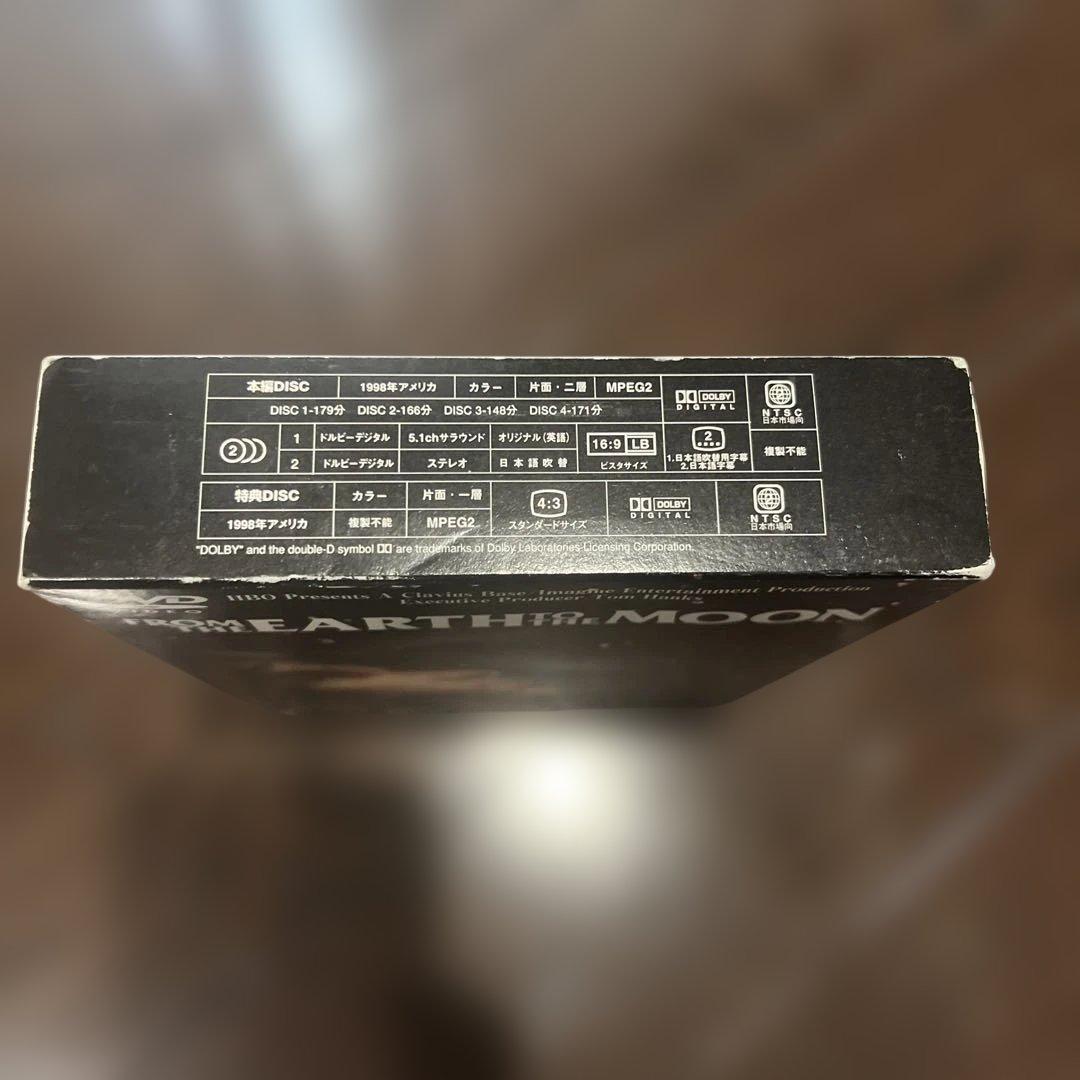 本編DISC 1998年アメリカ カラー 片面・二層 MPEG2 DOLBY DIGITAL 2 NTSC 日本市場向
DISC 1-179分 DISC 2-166分 DISC 3-148分 DISC 4-171分
2 1 ドルビーデジタル 5.1chサラウンド オリジナル(英語) 16:9 LB ビスタサイズ 2 1.日本語吹替用字幕 2.日本語字幕 複製不能
2 ドルビーデジタル ステレオ 日本語吹替
特典DISC カラー 片面・一層 4:3 スタンダードサイズ DOLBY DIGITAL 2 NTSC 日本市場向
1998年アメリカ 複製不能 MPEG2
"DOLBY" and the double-D symbol are trademarks of Dolby Laboratories Licensing Corporation.
HBO Presents A Clavius Base / Imagine Entertainment Production
Executive Producer Tom Hanks
FROM THE EARTH TO THE MOON